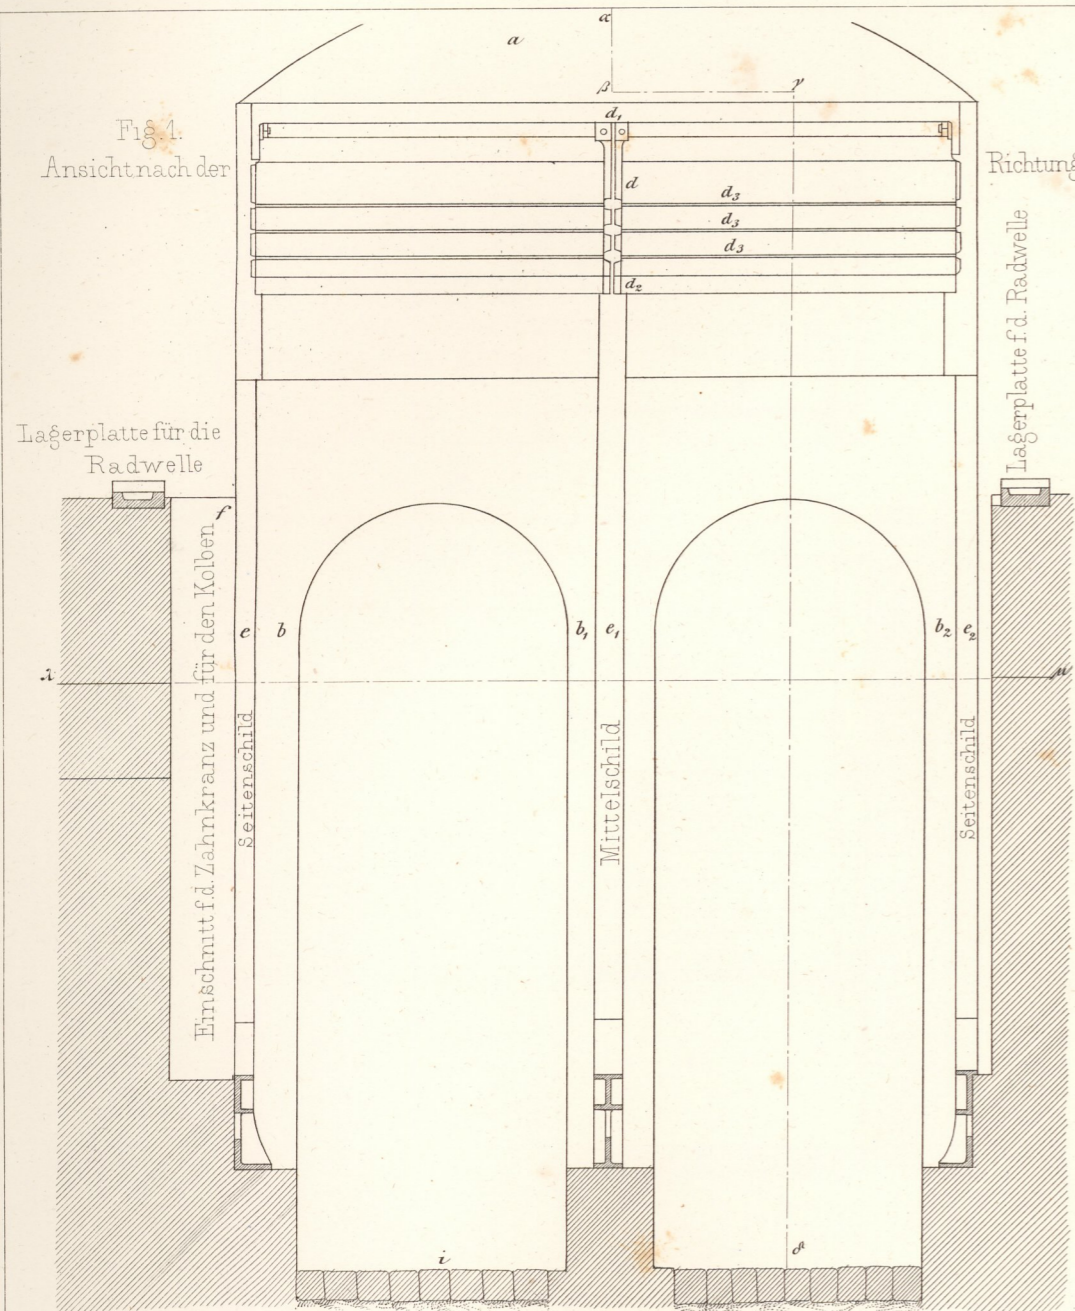 α
a
β
γ
d₁
Fig. 1.
Ansicht nach der
Richtung
d
d₃
d₃
d₃
d₂
Lagerplatte f. d. Radwelle
Lagerplatte für die
Radwelle
f
Einschnitt f. d. Zahnkranz und für den Kolben
e
b
b₁
e₁
b₂
e₂
λ
μ
Seitenschild
Mittelschild
Seitenschild
i
δ